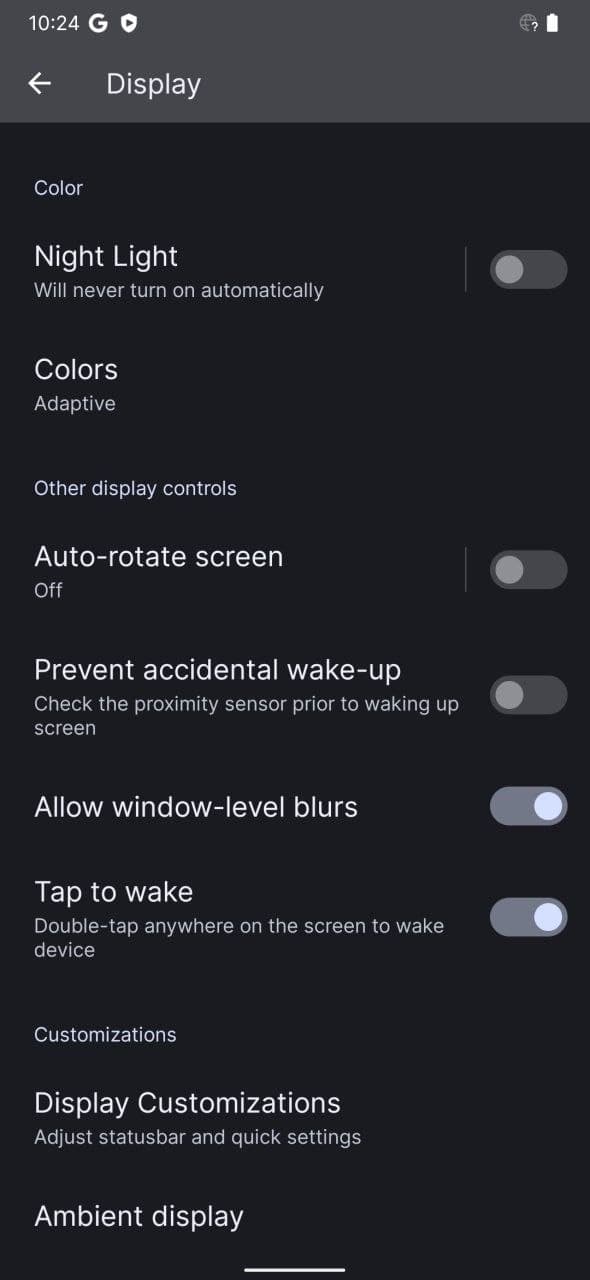 10:24
Display
Color
Night Light
Will never turn on automatically
Colors
Adaptive
Other display controls
Auto-rotate screen
Off
Prevent accidental wake-up
Check the proximity sensor prior to waking up
screen
Allow window-level blurs
Tap to wake
Double-tap anywhere on the screen to wake
device
Customizations
Display Customizations
Adjust statusbar and quick settings
Ambient display